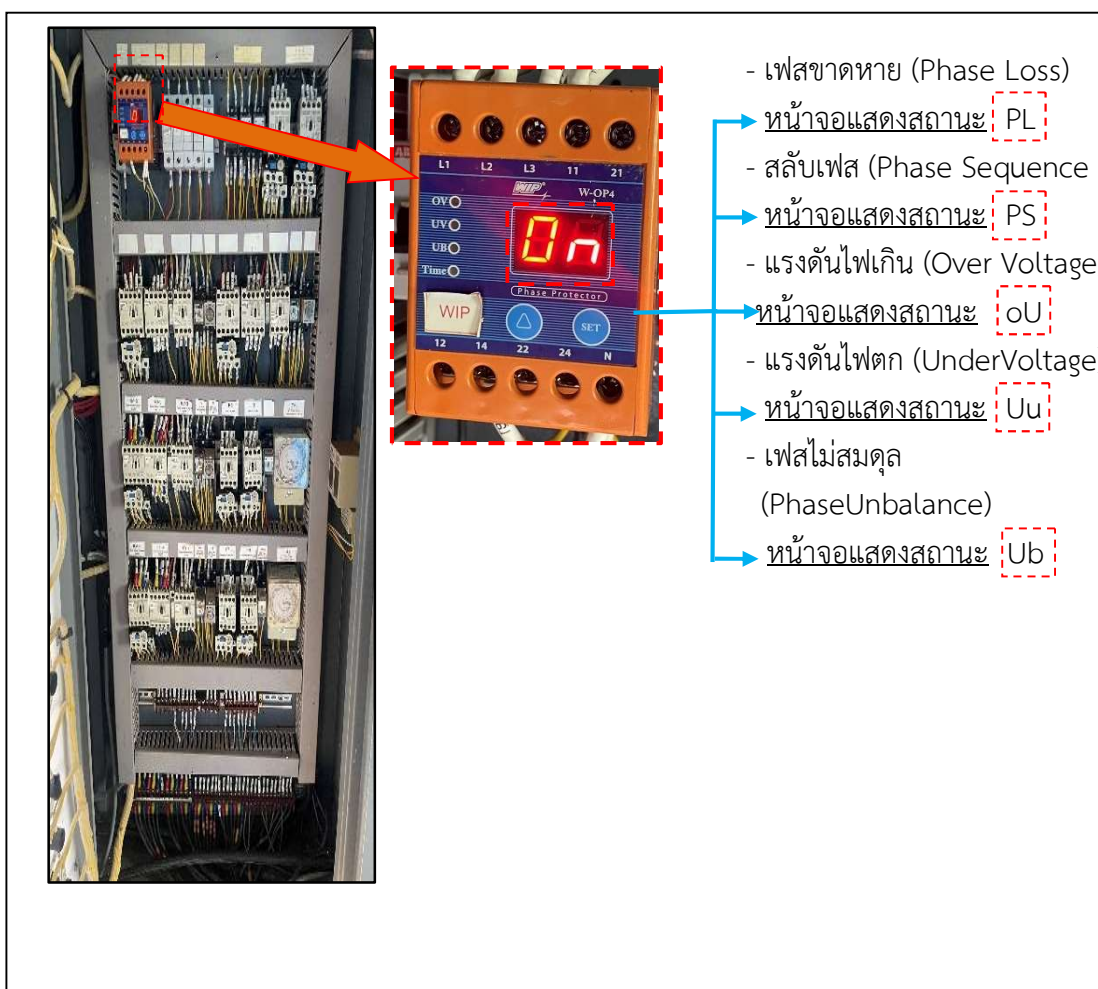 - เฟสขาดหาย (Phase Loss)
หน้าจอแสดงสถานะ PL
- สลับเฟส (Phase Sequence
หน้าจอแสดงสถานะ PS
- แรงดันไฟเกิน (Over Voltage
หน้าจอแสดงสถานะ oU
- แรงดันไฟตก (UnderVoltage
หน้าจอแสดงสถานะ Uu
- เฟสไม่สมดุล
(PhaseUnbalance)
หน้าจอแสดงสถานะ Ub
L1 L2 L3 11 21
WIP W-OP4
OV
UV
UB
Time
On
Phase Protector
WIP
SET
12 14 22 24 N